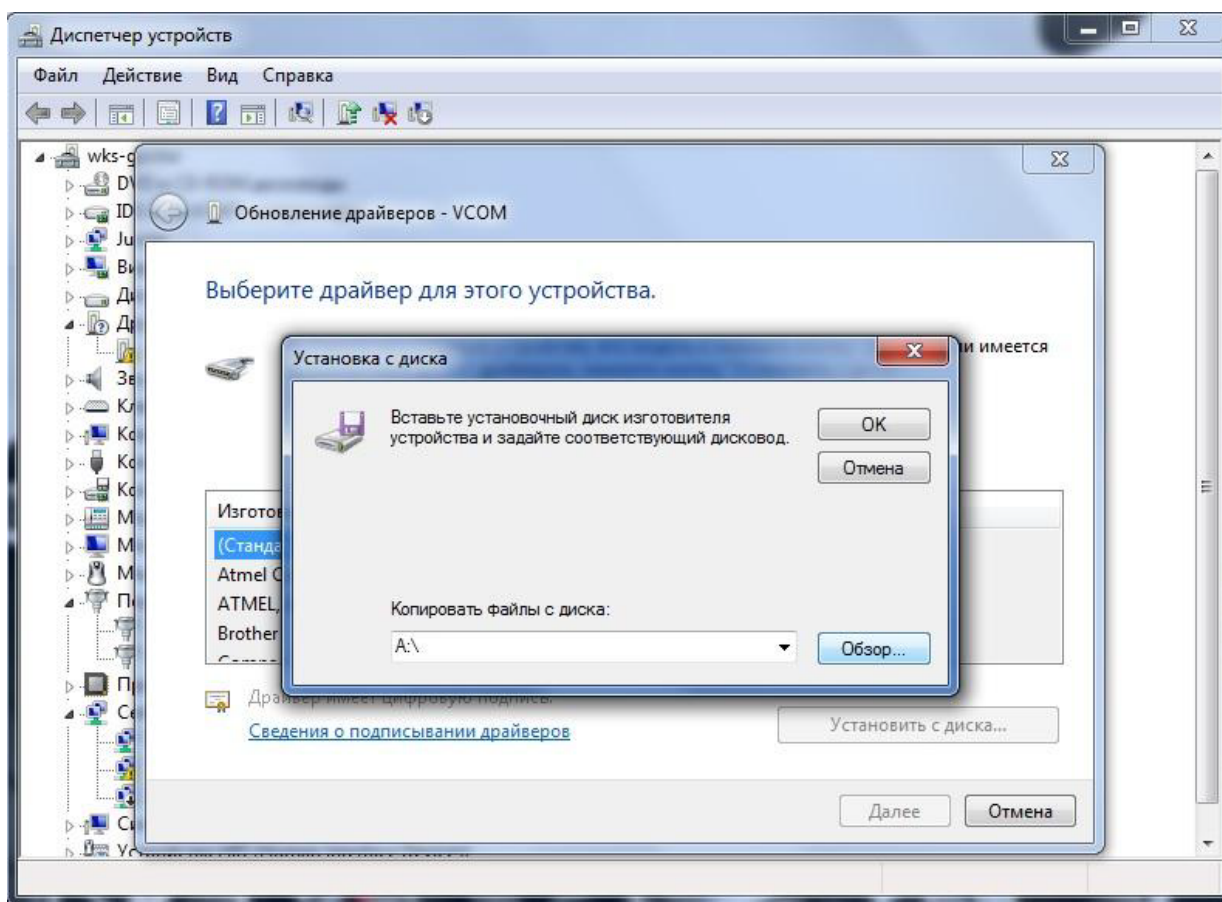 Диспетчер устройств
Файл Действие Вид Справка
Обновление драйверов - VCOM
Выберите драйвер для этого устройства.
имеется
Установка с диска
Вставьте установочный диск изготовителя
устройства и задайте соответствующий дисковод.
OK
Отмена
(Станда
Atmel
ATMEL,
Brother
Копировать файлы с диска:
A:\
Обзор...
Драйвер имеет цифровую подпись.
Сведения о подписывании драйверов
Установить с диска...
Далее
Отмена